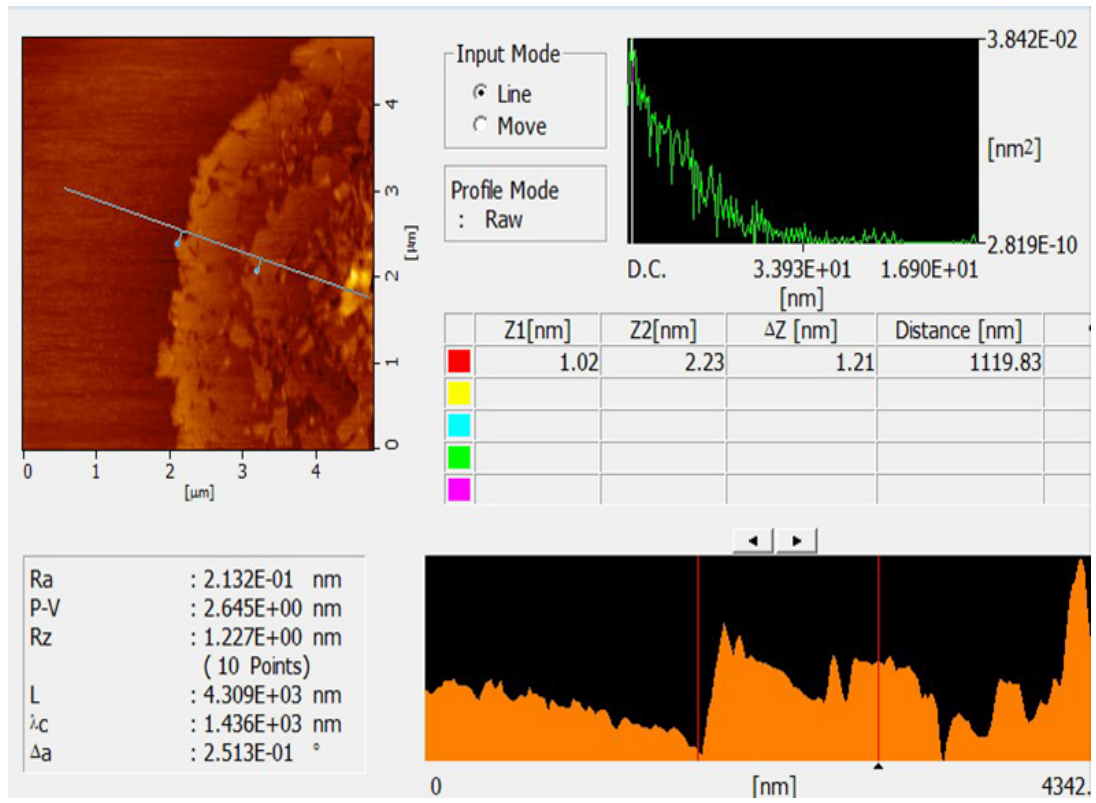 Input Mode
Line
Move
Profile Mode
: Raw
3.842E-02
[nm2]
2.819E-10
D.C. 3.393E+01 1.690E+01
[nm]
4
3
2
1
0
[µm]
0 1 2 3 4
[µm]
Z1[nm] Z2[nm] ΔZ [nm] Distance [nm]
1.02 2.23 1.21 1119.83
Ra : 2.132E-01 nm
P-V : 2.645E+00 nm
Rz : 1.227E+00 nm
( 10 Points)
L : 4.309E+03 nm
λc : 1.436E+03 nm
Δa : 2.513E-01 °
0 [nm] 4342.